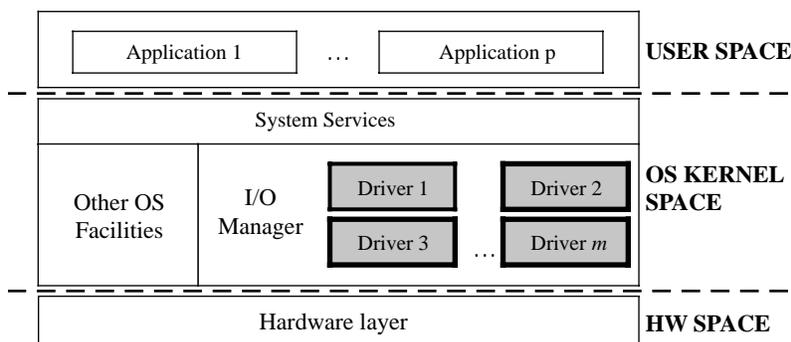 Application 1 … Application p USER SPACE
System Services
Other OS
Facilities
I/O
Manager
Driver 1 Driver 2
Driver 3 … Driver m
OS KERNEL
SPACE
Hardware layer HW SPACE